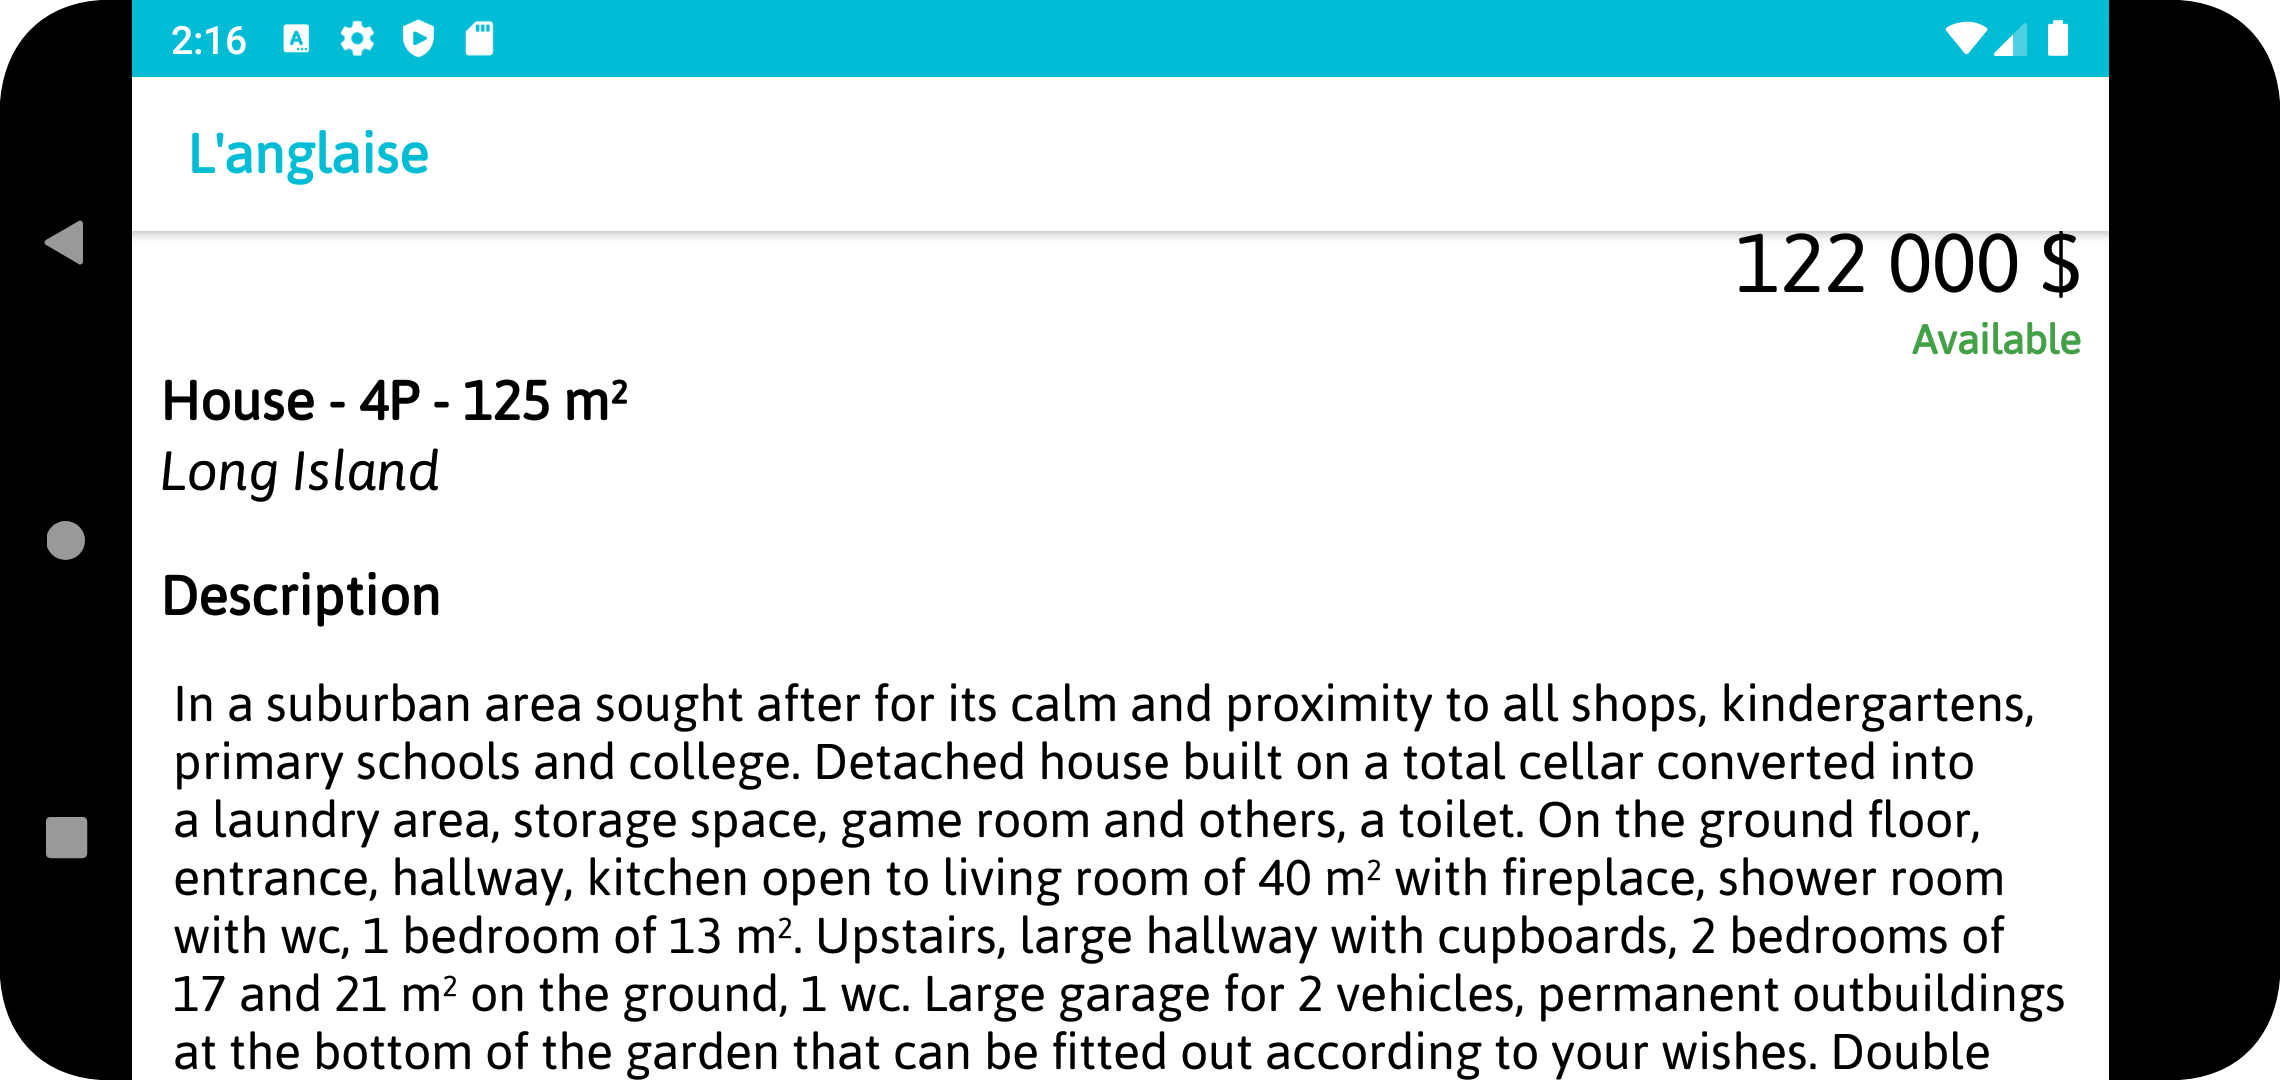 2:16
L'anglaise
122 000 $
Available
House - 4P - 125 m²
Long Island
Description
In a suburban area sought after for its calm and proximity to all shops, kindergartens,
primary schools and college. Detached house built on a total cellar converted into
a laundry area, storage space, game room and others, a toilet. On the ground floor,
entrance, hallway, kitchen open to living room of 40 m² with fireplace, shower room
with wc, 1 bedroom of 13 m². Upstairs, large hallway with cupboards, 2 bedrooms of
17 and 21 m² on the ground, 1 wc. Large garage for 2 vehicles, permanent outbuildings
at the bottom of the garden that can be fitted out according to your wishes. Double